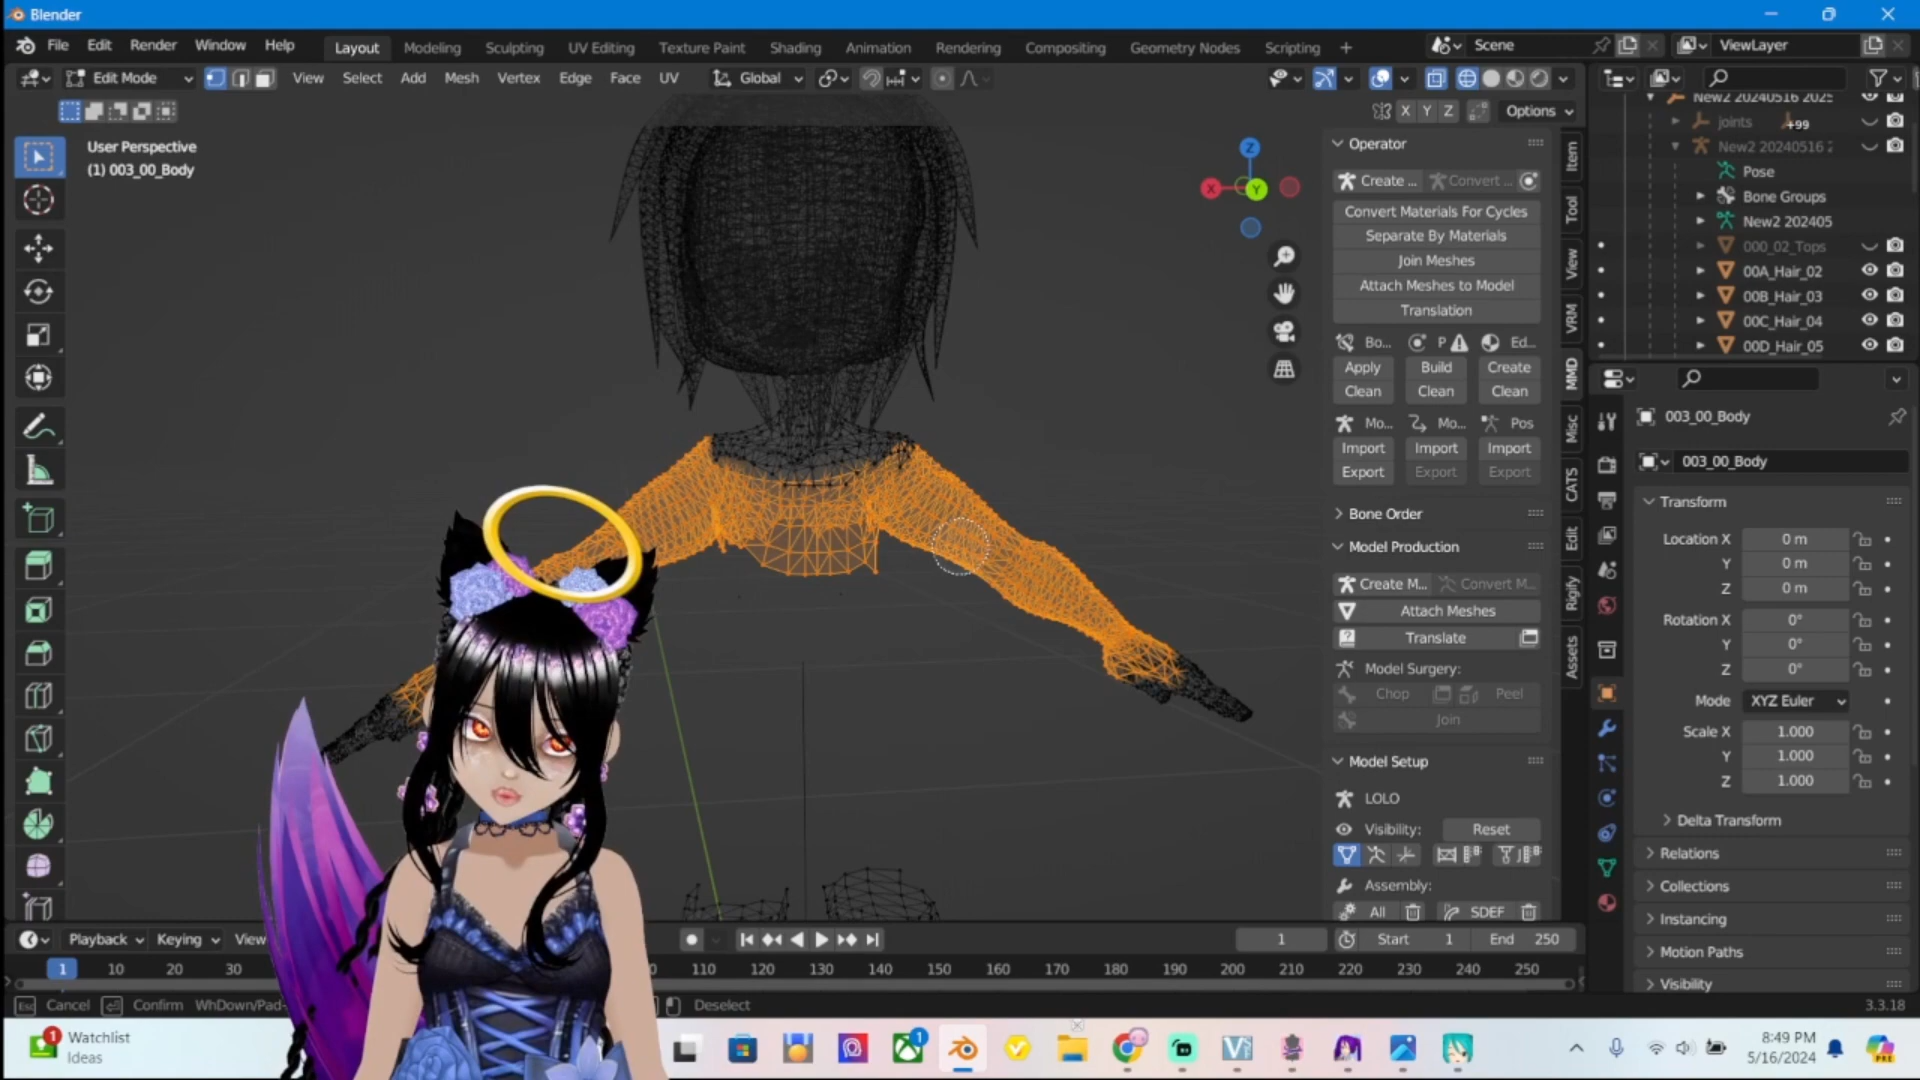 Blender
File Edit Render Window Help Layout Modeling Sculpting UV Editing Texture Paint Shading Animation Rendering Compositing Geometry Nodes Scripting + Scene ViewLayer
Edit Mode View Select Add Mesh Vertex Edge Face UV Global
X Y Z Options
User Perspective
(1) 003_00_Body
Z
X
Y
Operator
Create ... Convert ...
Convert Materials For Cycles
Separate By Materials
Join Meshes
Attach Meshes to Model
Translation
Bo... P Ed...
Apply Build Create
Clean Clean Clean
Mo... Mo... Pos
Import Import Import
Export Export Export
Bone Order
Model Production
Create M... Convert M...
Attach Meshes
Translate
Model Surgery:
Chop Peel
Join
Model Setup
LOLO
Visibility: Reset
Assembly:
All SDEF
Item
Tool
View
VRM
MMD
Misc
CATS
Edit
Rigify
Assets
New2 20240516 2025
joints +99
New2 20240516 2
Pose
Bone Groups
New2 202405
000_02_Tops
00A_Hair_02
00B_Hair_03
00C_Hair_04
00D_Hair_05
003_00_Body
003_00_Body
Transform
Location X 0 m
Y 0 m
Z 0 m
Rotation X 0°
Y 0°
Z 0°
Mode XYZ Euler
Scale X 1.000
Y 1.000
Z 1.000
Delta Transform
Relations
Collections
Instancing
Motion Paths
Visibility
Playback Keying View 1 Start 1 End 250
1 10 20 30 0 110 120 130 140 150 160 170 180 190 200 210 220 230 240 250
Esc Cancel Confirm WhDown/Pad- Deselect 3.3.18
1 Watchlist
Ideas
1
8:49 PM
5/16/2024
PRE